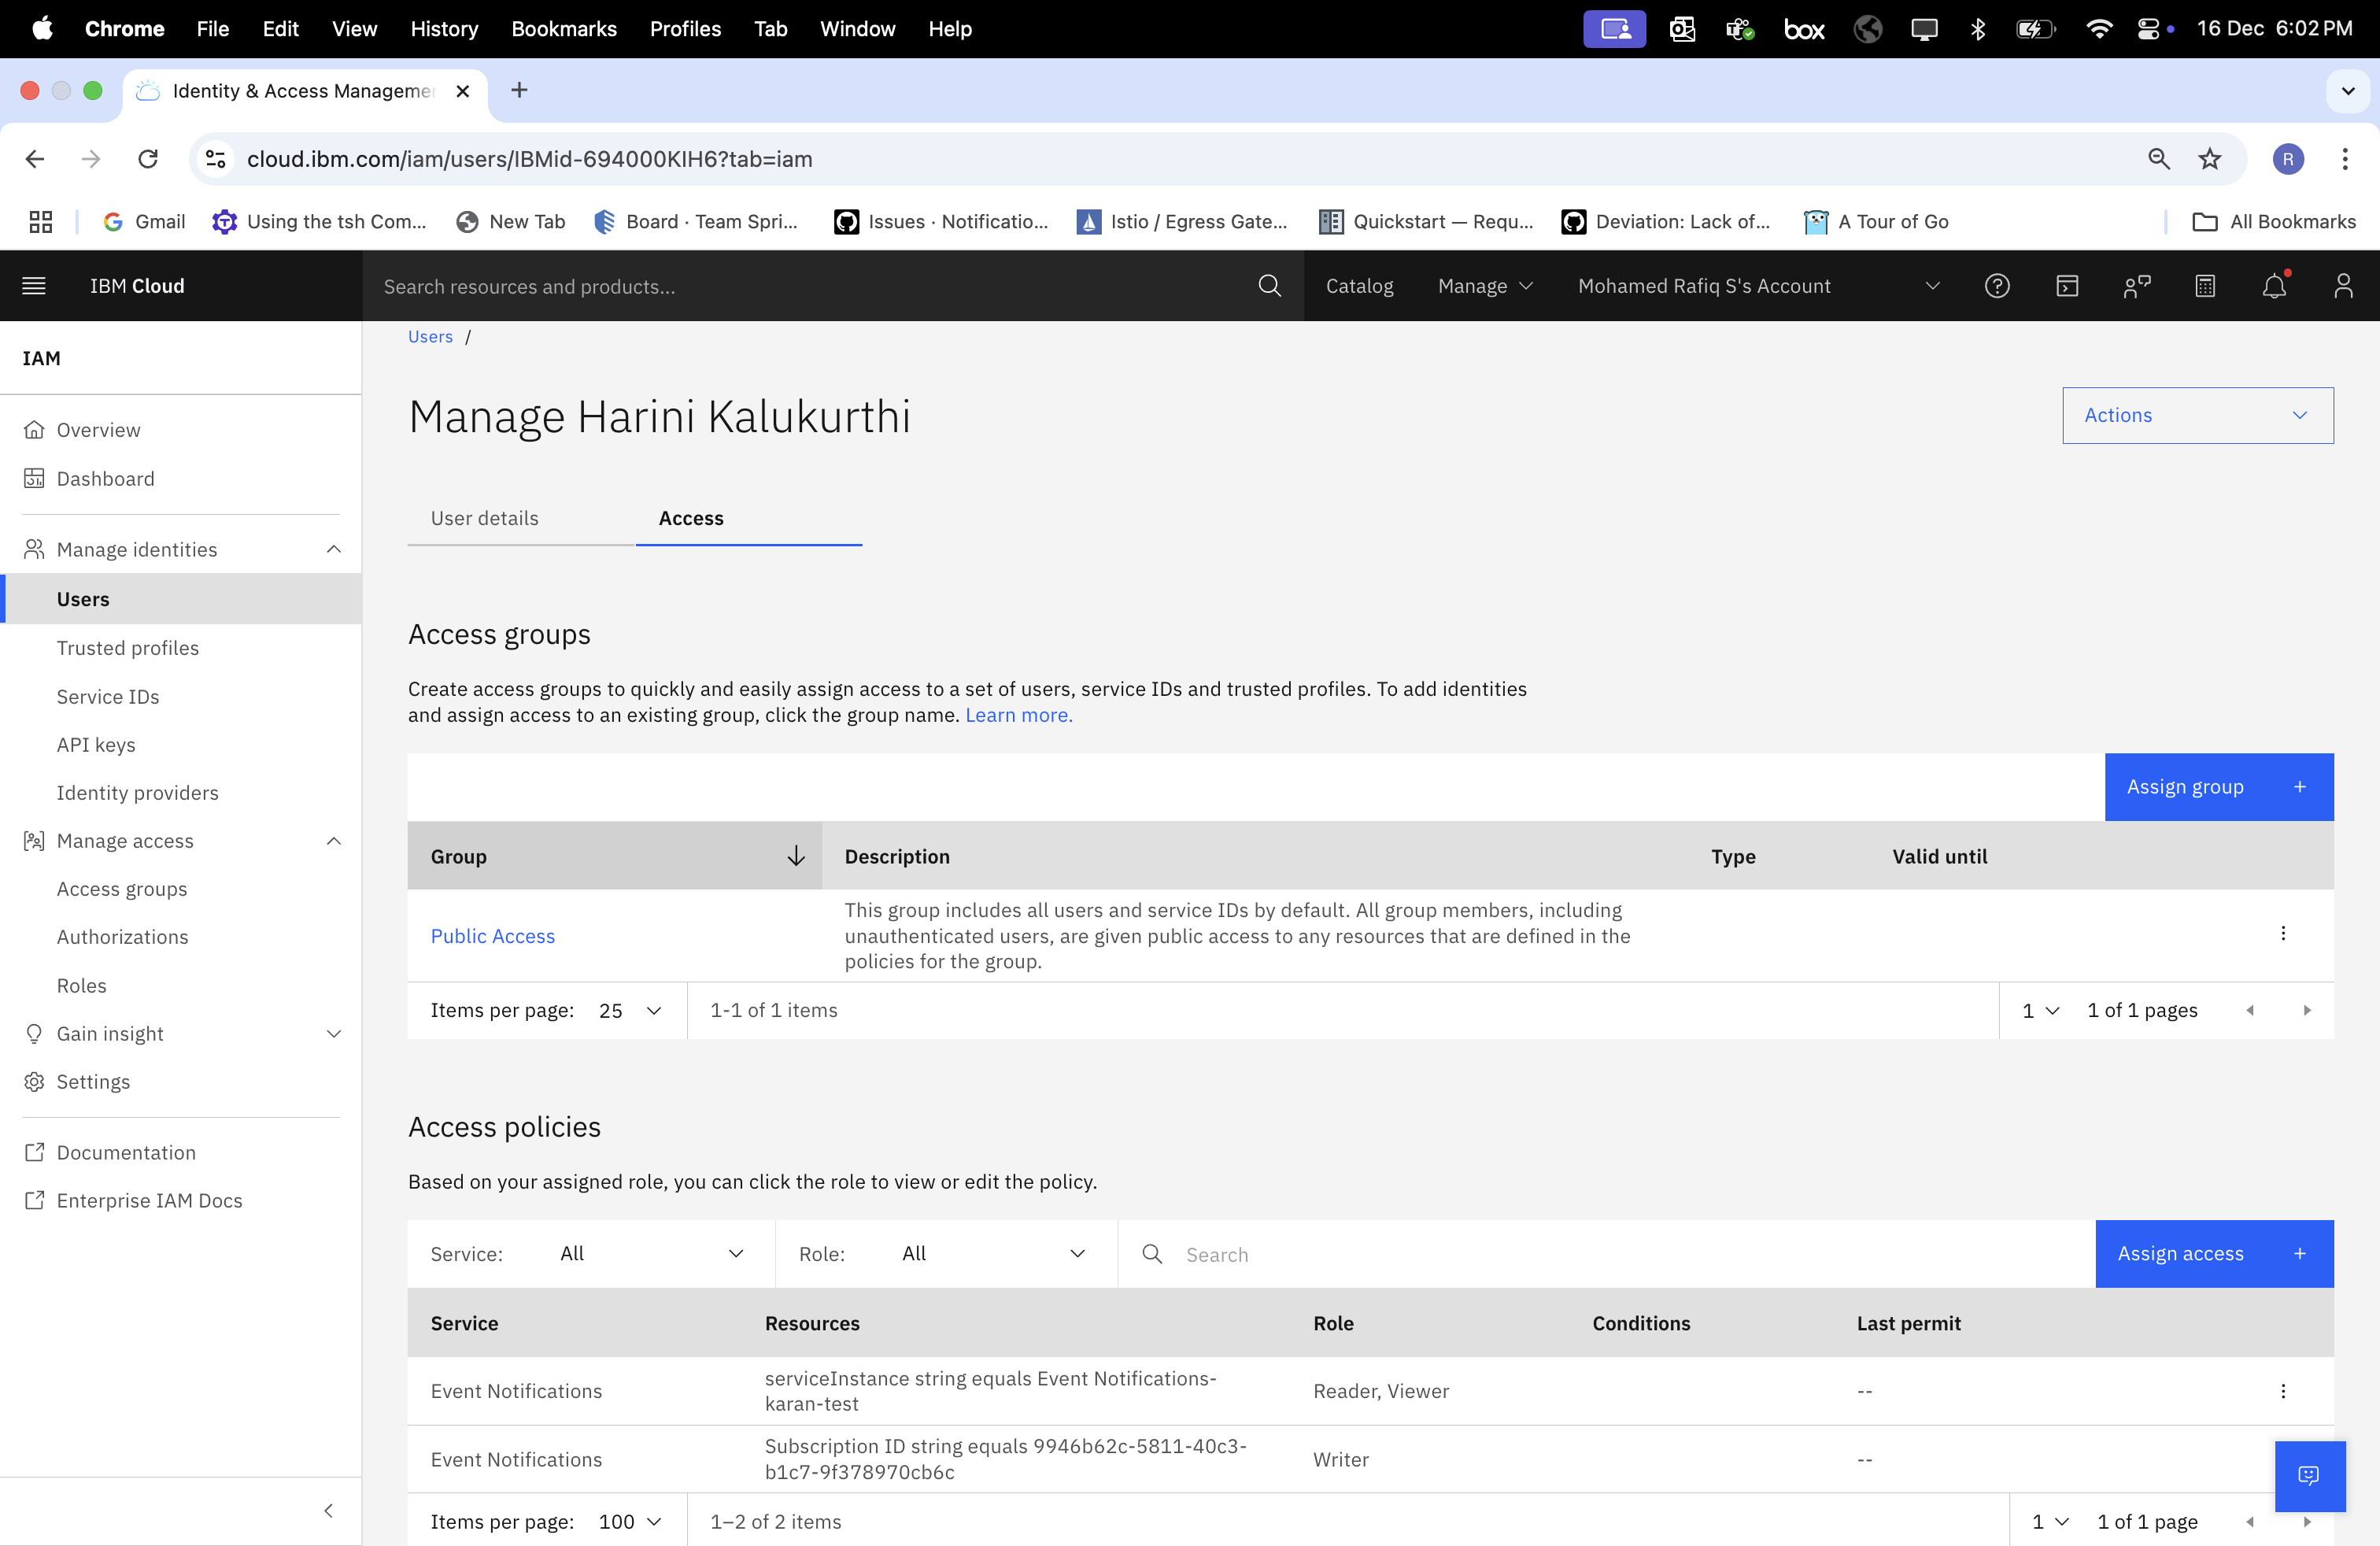 Chrome File Edit View History Bookmarks Profiles Tab Window Help box 16 Dec 6:02 PM
Identity & Access Manageme
cloud.ibm.com/iam/users/IBMid-694000KIH6?tab=iam R
Gmail Using the tsh Com... New Tab Board · Team Spri... Issues · Notificatio... Istio / Egress Gate... Quickstart — Requ... Deviation: Lack of... A Tour of Go All Bookmarks
IBM Cloud Search resources and products... Catalog Manage Mohamed Rafiq S's Account
IAM
Overview
Dashboard
Manage identities
Users
Trusted profiles
Service IDs
API keys
Identity providers
Manage access
Access groups
Authorizations
Roles
Gain insight
Settings
Documentation
Enterprise IAM Docs
Users /
Manage Harini Kalukurthi
Actions
User details Access
Access groups
Create access groups to quickly and easily assign access to a set of users, service IDs and trusted profiles. To add identities
and assign access to an existing group, click the group name. Learn more.
Assign group +
Group Description Type Valid until
This group includes all users and service IDs by default. All group members, including
Public Access unauthenticated users, are given public access to any resources that are defined in the
policies for the group.
Items per page: 25 1-1 of 1 items 1 1 of 1 pages
Access policies
Based on your assigned role, you can click the role to view or edit the policy.
Service: All Role: All Search Assign access +
Service Resources Role Conditions Last permit
Event Notifications serviceInstance string equals Event Notifications-
karan-test Reader, Viewer --
Event Notifications Subscription ID string equals 9946b62c-5811-40c3-
b1c7-9f378970cb6c Writer --
Items per page: 100 1–2 of 2 items 1 1 of 1 page